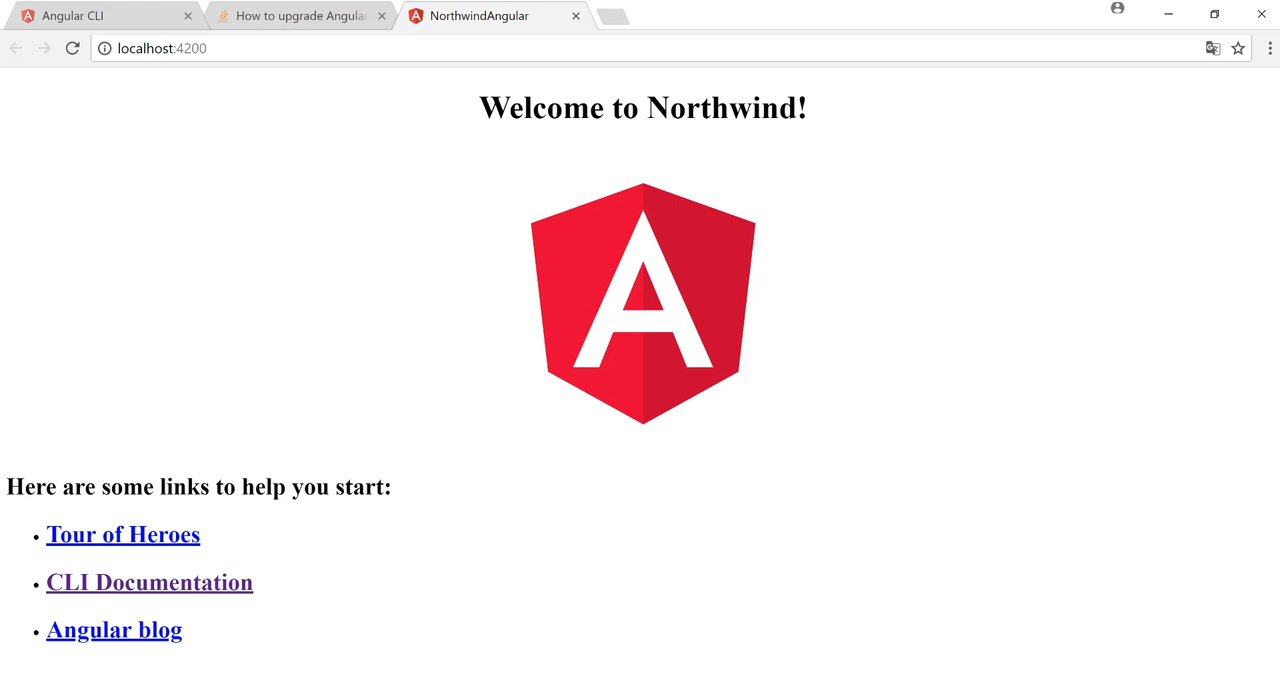 Angular CLI
How to upgrade Angular
NorthwindAngular
localhost:4200
Welcome to Northwind!
A
Here are some links to help you start:
Tour of Heroes
CLI Documentation
Angular blog